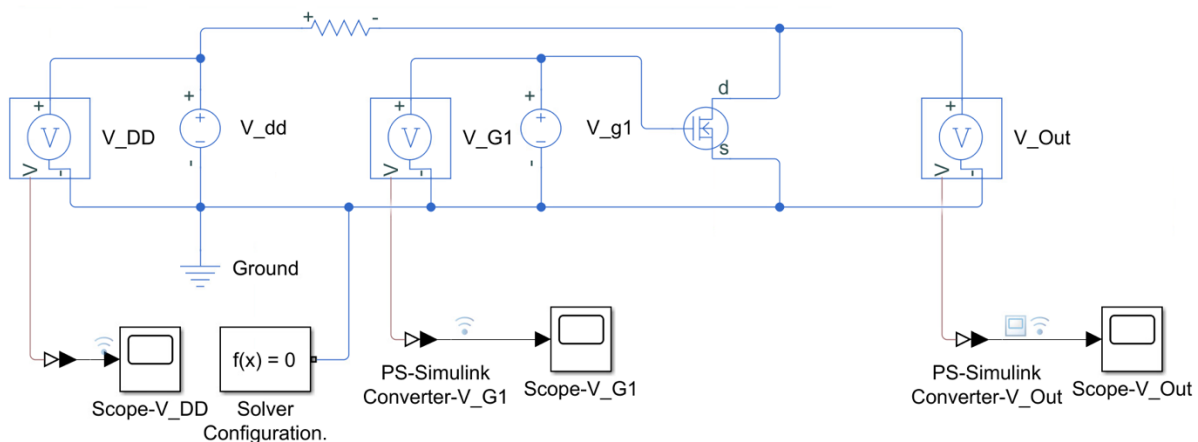 + -
+ + + d +
V V_DD + V_dd V V_G1 + V_g1 V V_Out
- -
V - - V - - s V -
Ground
f(x) = 0
Scope-V_DD
Solver
Configuration.
PS-Simulink
Converter-V_G1
Scope-V_G1
PS-Simulink
Converter-V_Out
Scope-V_Out